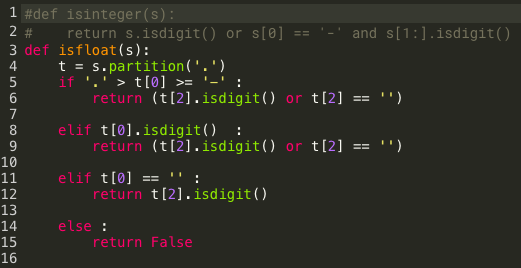 1 #def isinteger(s):
2 #    return s.isdigit() or s[0] == '-' and s[1:].isdigit()
3 def isfloat(s):
4     t = s.partition('.')
5     if '.' > t[0] >= '-' :
6         return (t[2].isdigit() or t[2] == '')
7
8     elif t[0].isdigit()  :
9         return (t[2].isdigit() or t[2] == '')
10
11     elif t[0] == '' :
12         return t[2].isdigit()
13
14     else :
15         return False
16